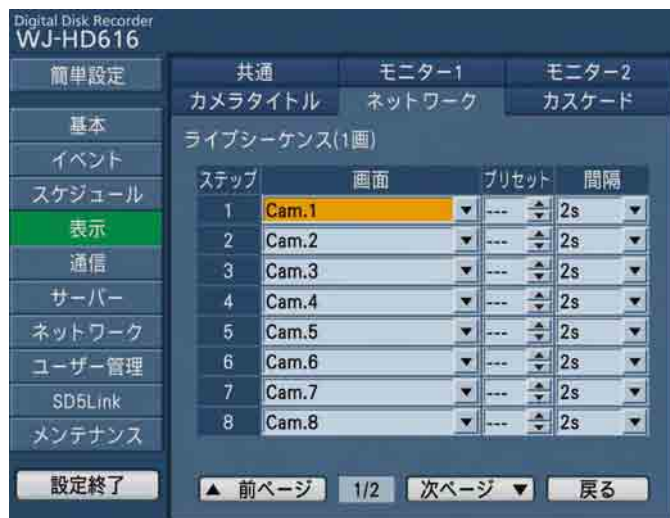 Digital Disk Recorder
WJ-HD616
簡単設定
基本
イベント
スケジュール
表示
通信
サーバー
ネットワーク
ユーザー管理
SD5Link
メンテナンス
設定終了
共通 モニター1 モニター2
カメラタイトル ネットワーク カスケード
ライブシーケンス(1画)
ステップ 画面 プリセット 間隔
1 Cam.1 --- 2s
2 Cam.2 --- 2s
3 Cam.3 --- 2s
4 Cam.4 --- 2s
5 Cam.5 --- 2s
6 Cam.6 --- 2s
7 Cam.7 --- 2s
8 Cam.8 --- 2s
▲ 前ページ 1/2 次ページ ▼ 戻る